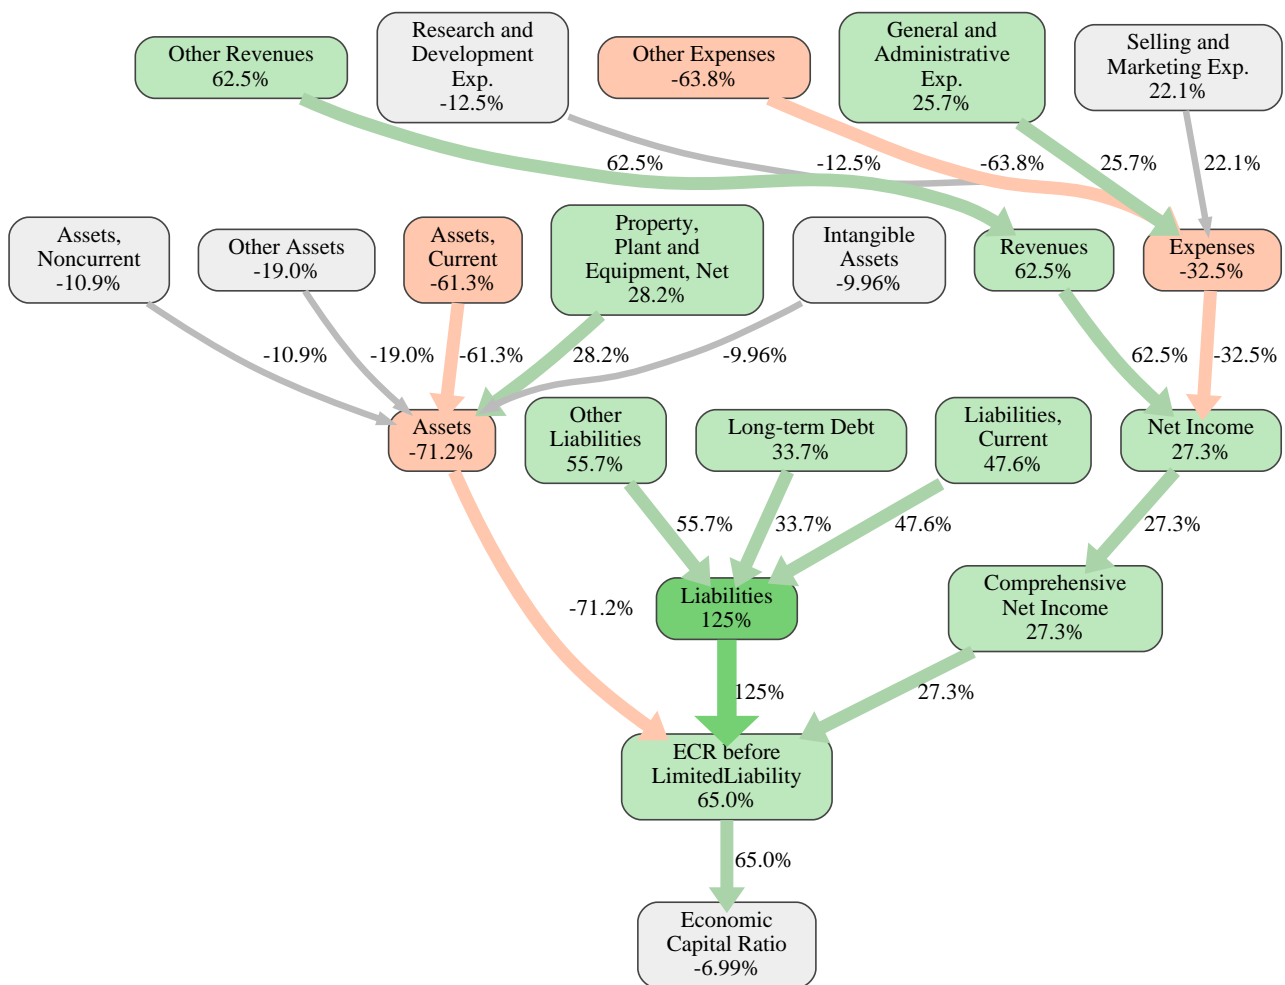 Other Revenues
62.5%
Research and
Development
Exp.
-12.5%
Other Expenses
-63.8%
General and
Administrative
Exp.
25.7%
Selling and
Marketing Exp.
22.1%
62.5%
-12.5%
-63.8%
25.7%
22.1%
Assets,
Noncurrent
-10.9%
Other Assets
-19.0%
Assets,
Current
-61.3%
Property,
Plant and
Equipment, Net
28.2%
Intangible
Assets
-9.96%
Revenues
62.5%
Expenses
-32.5%
-10.9%
-19.0%
-61.3%
28.2%
-9.96%
62.5%
-32.5%
Assets
-71.2%
Other
Liabilities
55.7%
Long-term Debt
33.7%
Liabilities,
Current
47.6%
Net Income
27.3%
55.7%
33.7%
47.6%
27.3%
-71.2%
Liabilities
125%
Comprehensive
Net Income
27.3%
125%
27.3%
ECR before
LimitedLiability
65.0%
65.0%
Economic
Capital Ratio
-6.99%